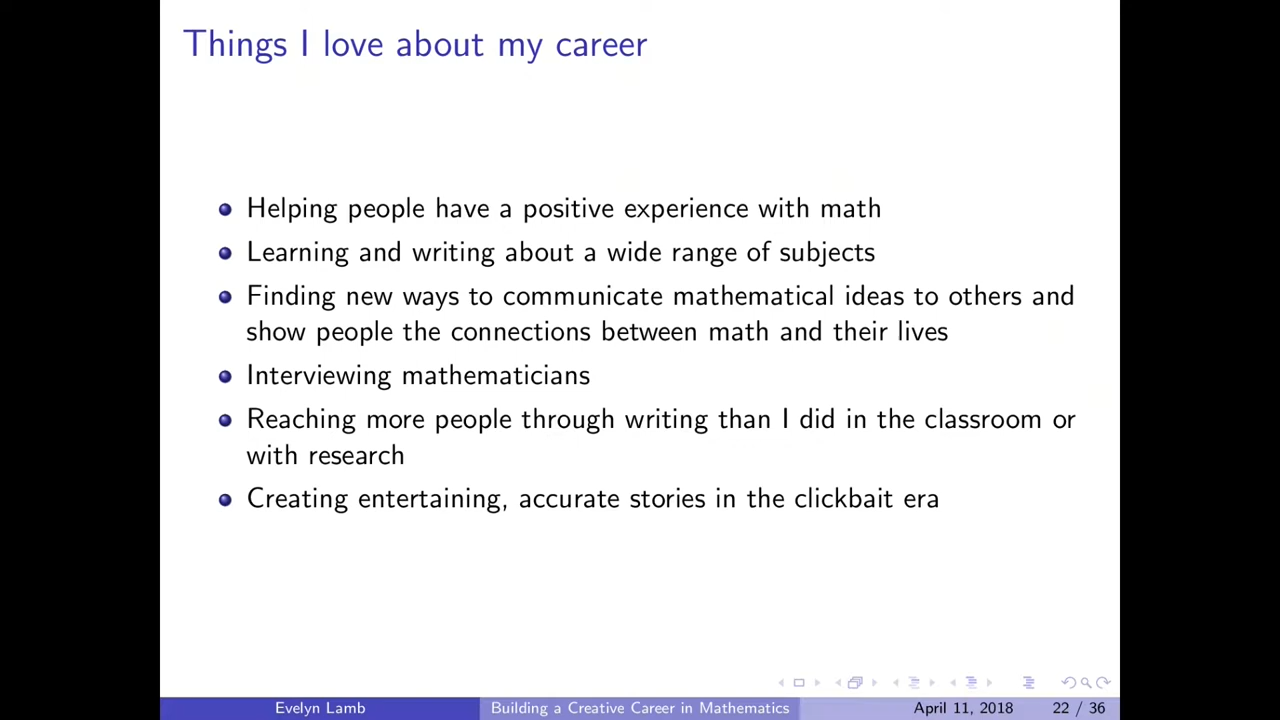 Things I love about my career
Helping people have a positive experience with math
Learning and writing about a wide range of subjects
Finding new ways to communicate mathematical ideas to others and
show people the connections between math and their lives
Interviewing mathematicians
Reaching more people through writing than I did in the classroom or
with research
Creating entertaining, accurate stories in the clickbait era
Evelyn Lamb
Building a Creative Career in Mathematics
April 11, 2018
22 / 36